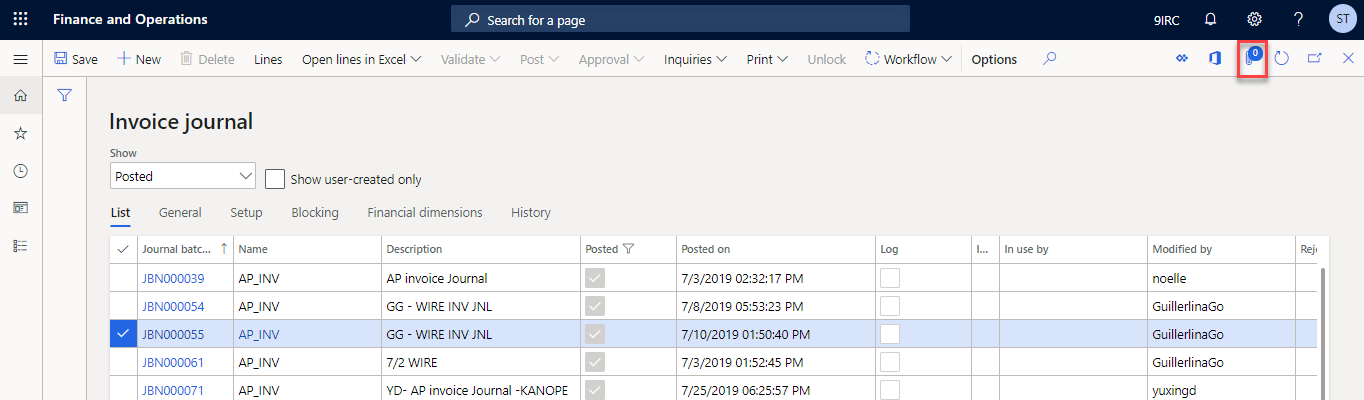 Finance and Operations Search for a page 9IRC ? ST
Save New Delete Lines Open lines in Excel Validate Post Approval Inquiries Print Unlock Workflow Options 0
Invoice journal
Show
Posted Show user-created only
List General Setup Blocking Financial dimensions History
Journal batc... Name Description Posted Posted on Log I... In use by Modified by Reje
JBN000039 AP_INV AP invoice Journal 7/3/2019 02:32:17 PM noelle
JBN000054 AP_INV GG - WIRE INV JNL 7/8/2019 05:53:23 PM GuillerlinaGo
JBN000055 AP_INV GG - WIRE INV JNL 7/10/2019 01:50:40 PM GuillerlinaGo
JBN000061 AP_INV 7/2 WIRE 7/3/2019 01:52:45 PM GuillerlinaGo
JBN000071 AP_INV YD- AP invoice Journal -KANOPE 7/25/2019 06:25:57 PM yuxingd